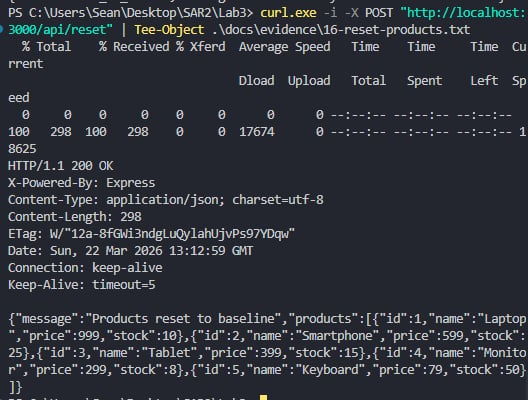 PS C:\Users\Sean\Desktop\SAR2\Lab3> curl.exe -i -X POST "http://localhost:
3000/api/reset" | Tee-Object .\docs\evidence\16-reset-products.txt
% Total % Received % Xferd Average Speed Time Time Time Cu
rrent
Dload Upload Total Spent Left Sp
eed
0 0 0 0 0 0 0 0 --:--:-- --:--:-- --:--:--
100 298 100 298 0 0 17674 0 --:--:-- --:--:-- --:--:-- 1
8625
HTTP/1.1 200 OK
X-Powered-By: Express
Content-Type: application/json; charset=utf-8
Content-Length: 298
ETag: W/"12a-8fGWi3ndgLuQylahUjvPs97YDqw"
Date: Sun, 22 Mar 2026 13:12:59 GMT
Connection: keep-alive
Keep-Alive: timeout=5
{"message":"Products reset to baseline","products":[{"id":1,"name":"Laptop
","price":999,"stock":10},{"id":2,"name":"Smartphone","price":599,"stock":
25},{"id":3,"name":"Tablet","price":399,"stock":15},{"id":4,"name":"Monito
r","price":299,"stock":8},{"id":5,"name":"Keyboard","price":79,"stock":50}
]}